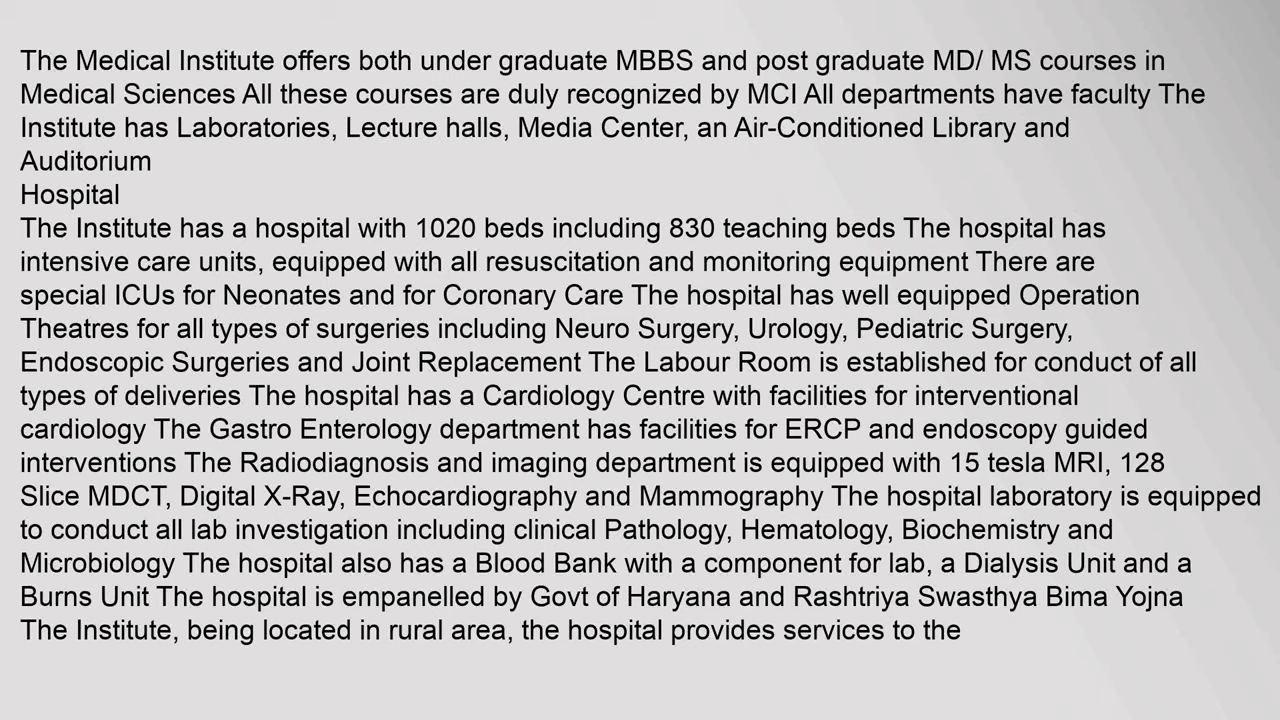 The Medical Institute offers both under graduate MBBS and post graduate MD/ MS courses in
Medical Sciences All these courses are duly recognized by MCI All departments have faculty The
Institute has Laboratories, Lecture halls, Media Center, an Air-Conditioned Library and
Auditorium
Hospital
The Institute has a hospital with 1020 beds including 830 teaching beds The hospital has
intensive care units, equipped with all resuscitation and monitoring equipment There are
special ICUs for Neonates and for Coronary Care The hospital has well equipped Operation
Theatres for all types of surgeries including Neuro Surgery, Urology, Pediatric Surgery,
Endoscopic Surgeries and Joint Replacement The Labour Room is established for conduct of all
types of deliveries The hospital has a Cardiology Centre with facilities for interventional
cardiology The Gastro Enterology department has facilities for ERCP and endoscopy guided
interventions The Radiodiagnosis and imaging department is equipped with 15 tesla MRI, 128
Slice MDCT, Digital X-Ray, Echocardiography and Mammography The hospital laboratory is equipped
to conduct all lab investigation including clinical Pathology, Hematology, Biochemistry and
Microbiology The hospital also has a Blood Bank with a component for lab, a Dialysis Unit and a
Burns Unit The hospital is empanelled by Govt of Haryana and Rashtriya Swasthya Bima Yojna
The Institute, being located in rural area, the hospital provides services to the